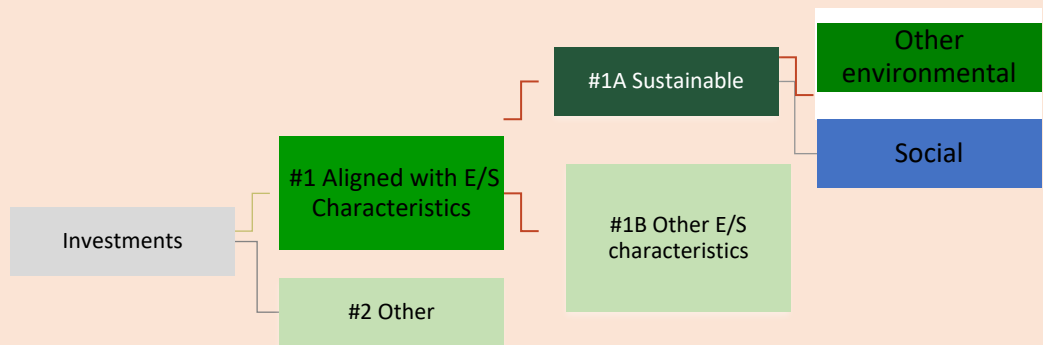 Other
environmental
#1A Sustainable
Social
#1 Aligned with E/S
Characteristics
#1B Other E/S
characteristics
Investments
#2 Other